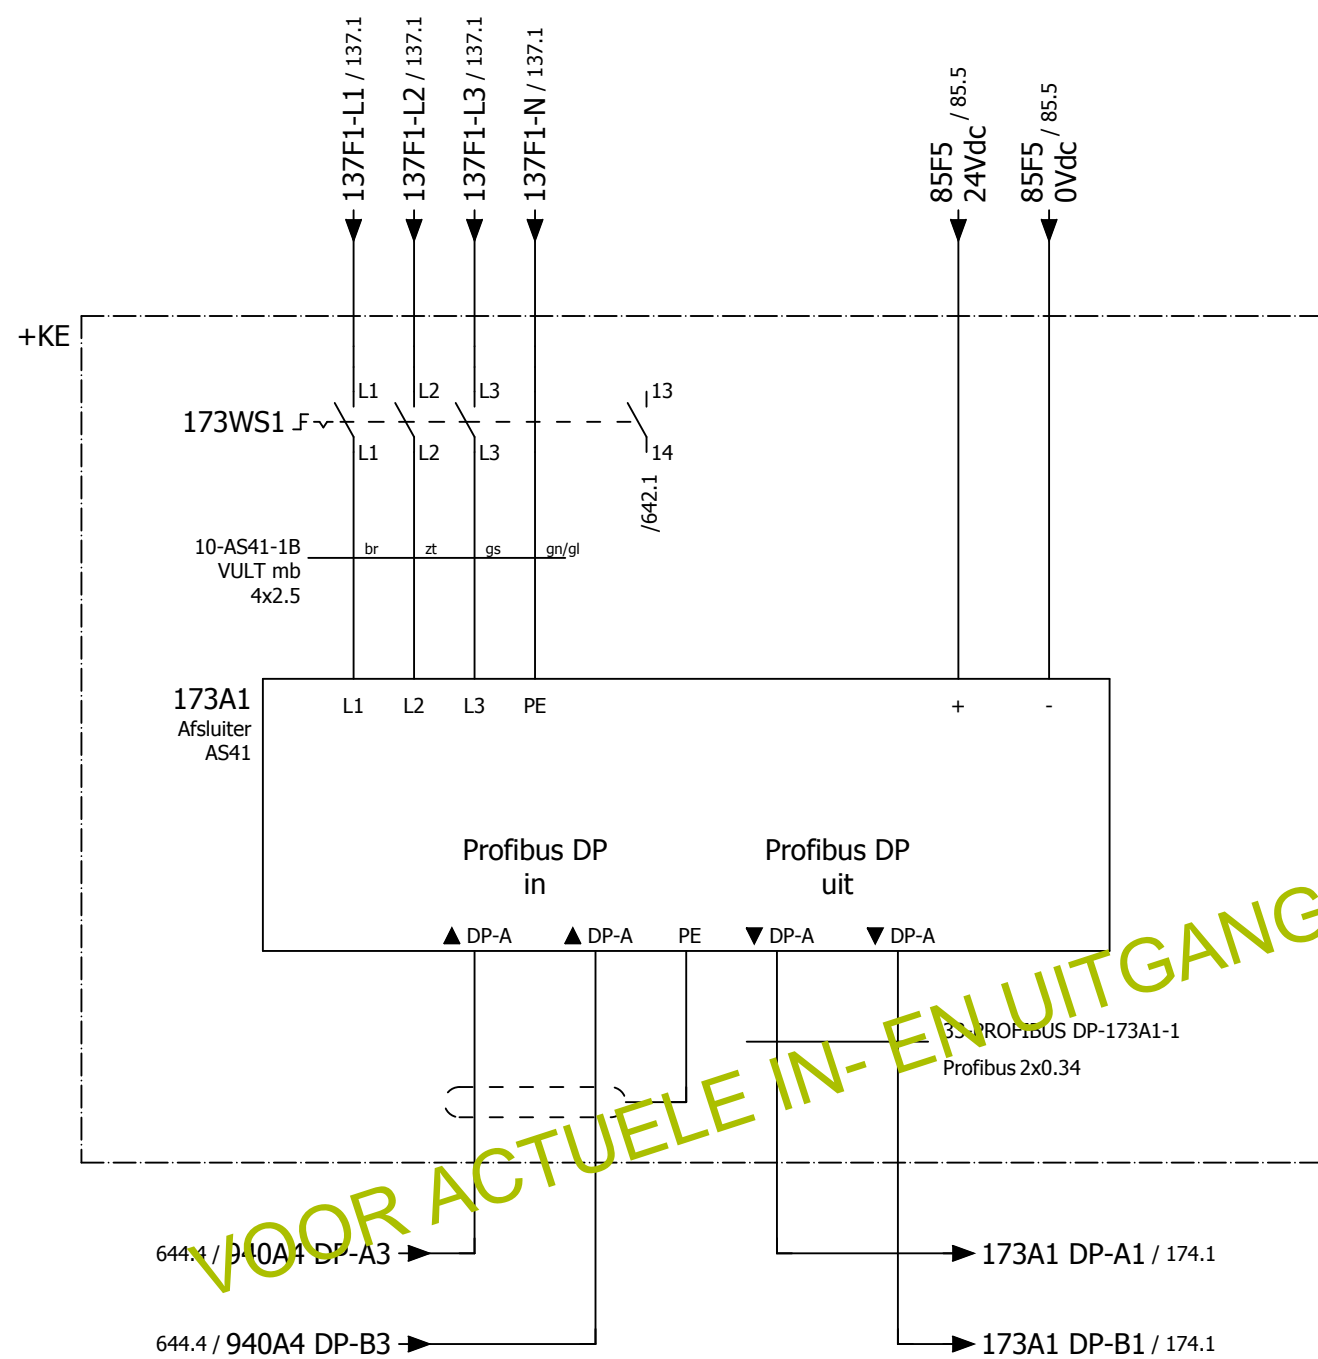 137F1-L1 / 137.1
137F1-L2 / 137.1
137F1-L3 / 137.1
137F1-N / 137.1
85F5 / 85.5
24Vdc
85F5 / 85.5
0Vdc
+KE
L1 L2 L3 13
173WS1
L1 L2 L3 14
/642.1
10-AS41-1B br zt gs gn/gl
VULT mb
4x2.5
173A1
Afsluiter
AS41
L1 L2 L3 PE + -
Profibus DP
in
Profibus DP
uit
DP-A DP-A PE DP-A DP-A
33-PROFIBUS DP-173A1-1
Profibus 2x0.34
VOOR ACTUELE IN- EN UITGANG
644.4 / 940A4 DP-A3
173A1 DP-A1 / 174.1
644.4 / 940A4 DP-B3
173A1 DP-B1 / 174.1